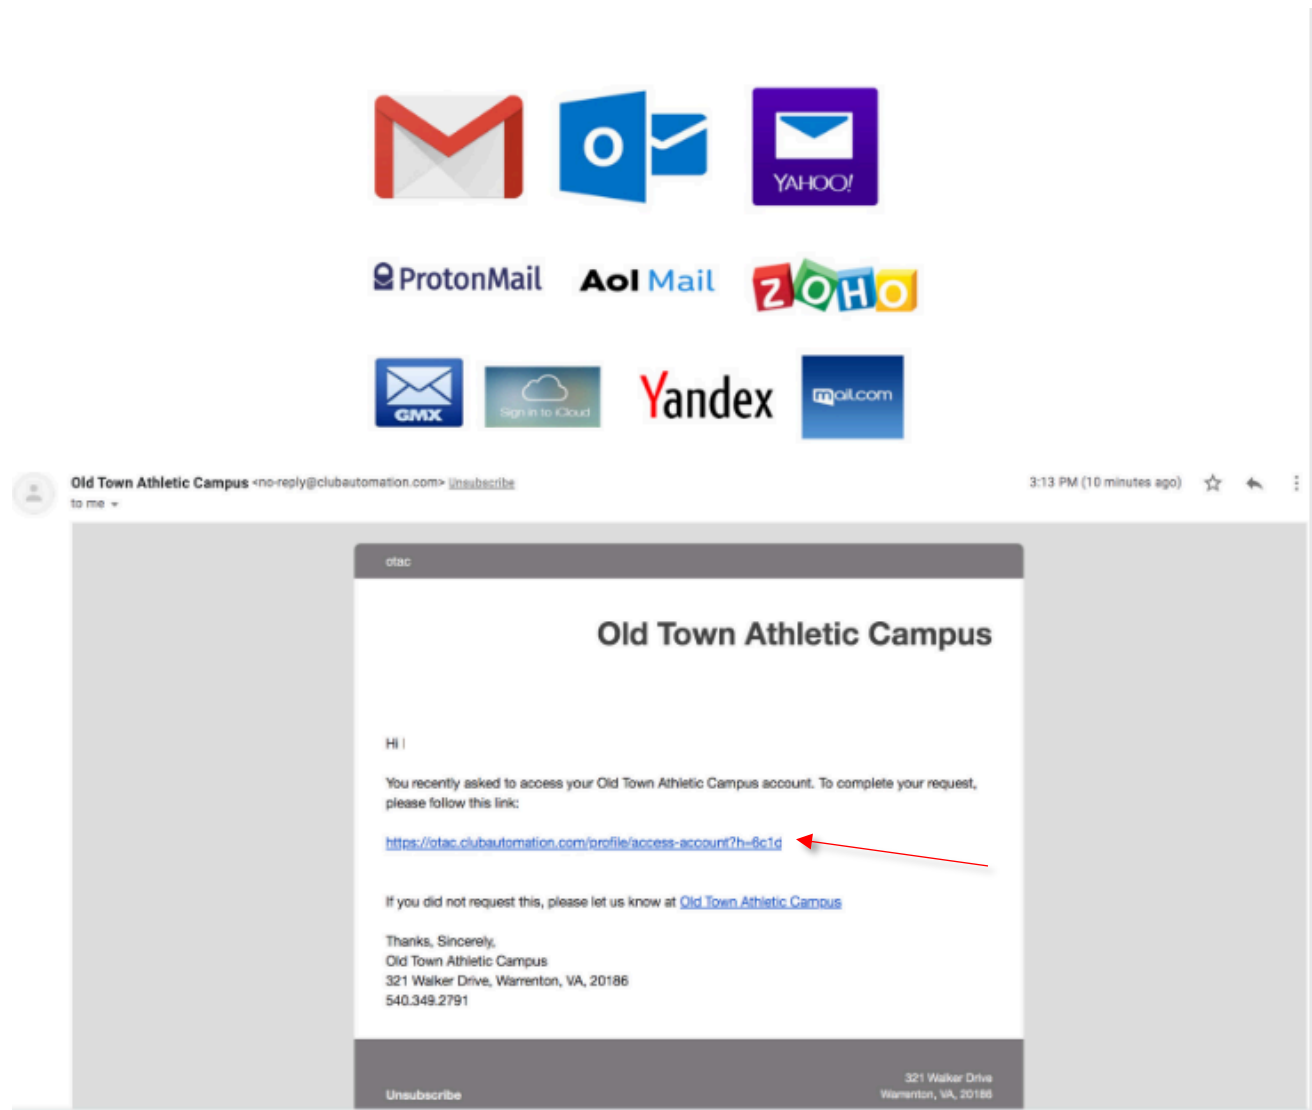 O
YAHOO!
ProtonMail Aol Mail ZOHO
GMX Sign in to iCloud Yandex mail.com
Old Town Athletic Campus <no-reply@clubautomation.com> Unsubscribe 3:13 PM (10 minutes ago)
to me
otac
Old Town Athletic Campus
Hi
You recently asked to access your Old Town Athletic Campus account. To complete your request,
please follow this link:
https://otac.clubautomation.com/profile/access-account?h=6c1d
If you did not request this, please let us know at Old Town Athletic Campus
Thanks, Sincerely,
Old Town Athletic Campus
321 Walker Drive, Warrenton, VA, 20186
540.349.2791
321 Walker Drive
Unsubscribe Warrenton, VA, 20186